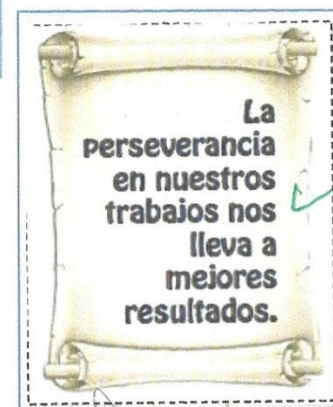 La
perseverancia
en nuestros
trabajos nos
lleva a
mejores
resultados.